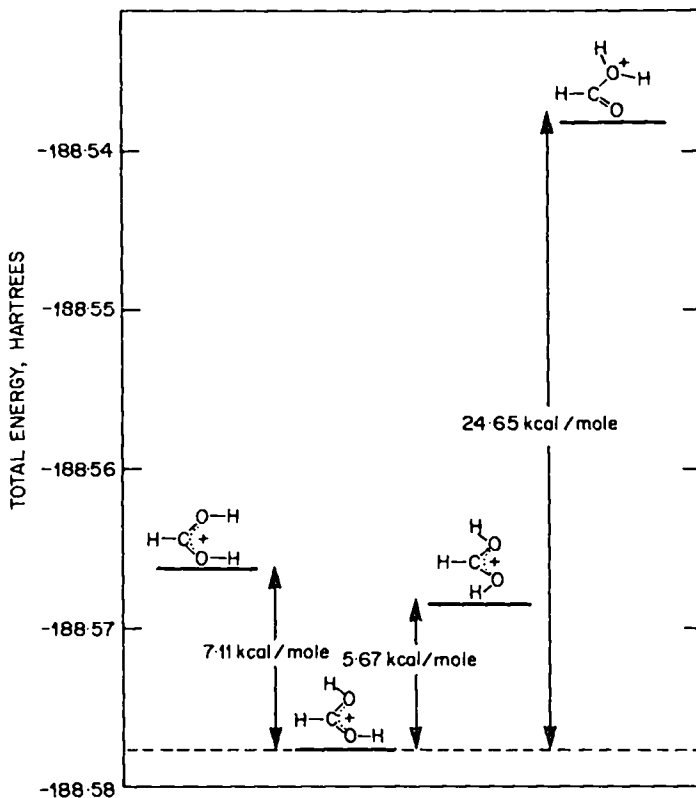 TOTAL ENERGY, HARTREES
-188·54
-188·55
-188·56
-188·57
-188·58
H
O
+
H
H—C
O
24·65 kcal/mole
H—C
O—H
+
O—H
7·11 kcal/mole
H
O
H—C
+
O
H
5·67 kcal/mole
H
O
H—C
+
O—H